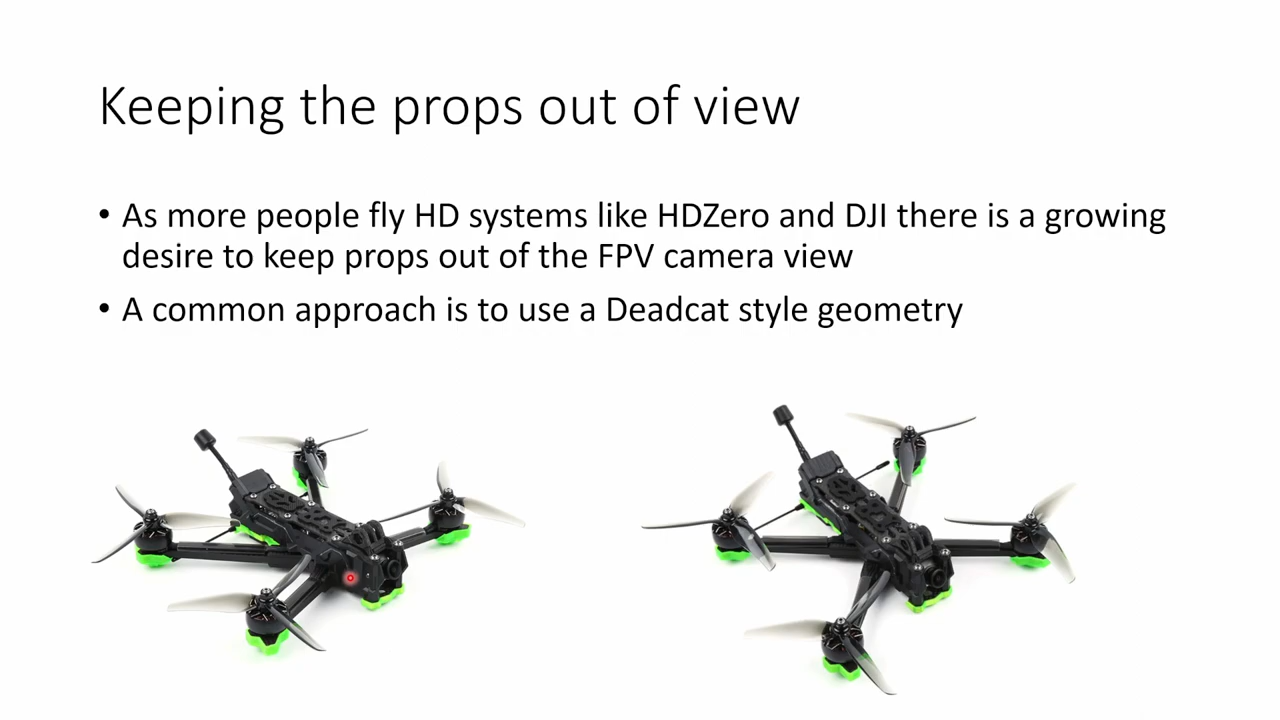 Keeping the props out of view
• As more people fly HD systems like HDZero and DJI there is a growing
desire to keep props out of the FPV camera view
• A common approach is to use a Deadcat style geometry